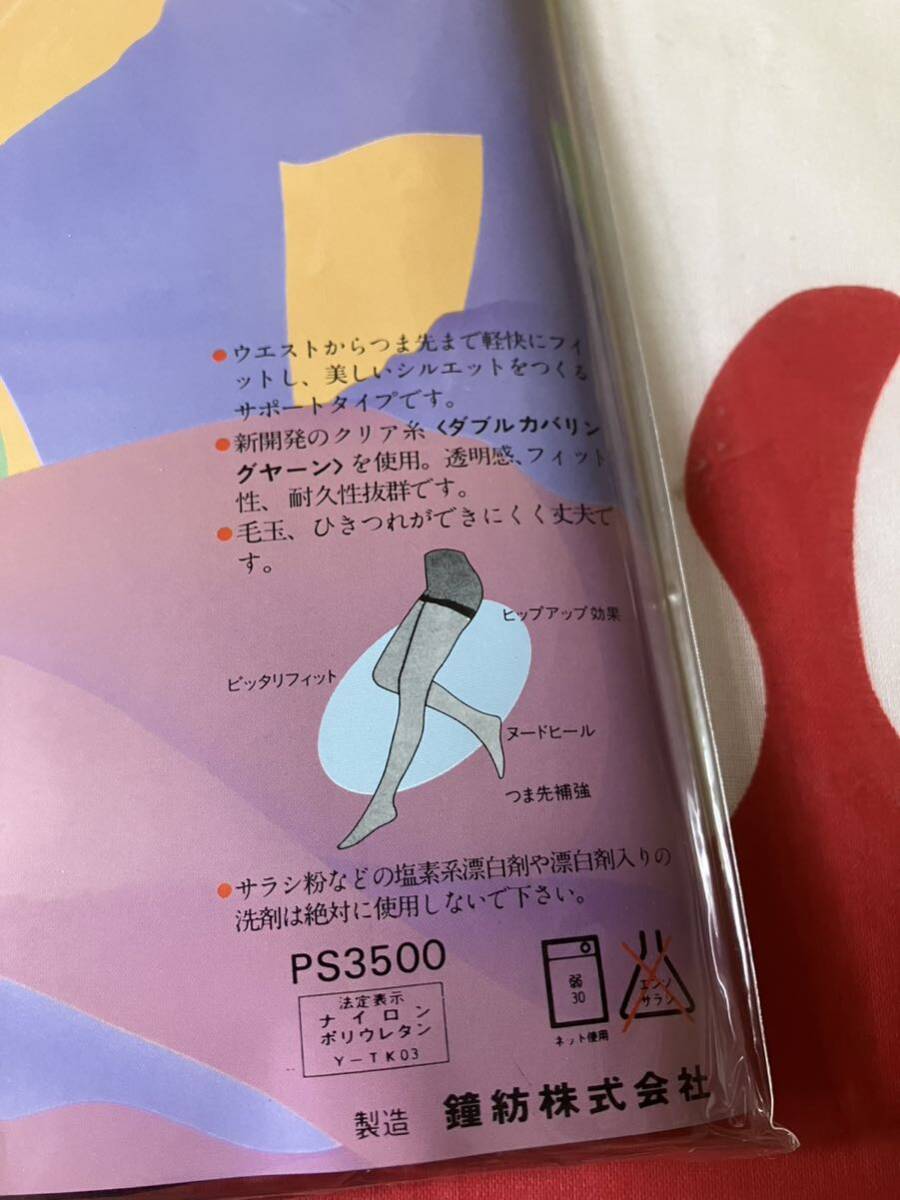 ●ウエストからつま先まで軽快にフィ
ットし、美しいシルエットをつくる
サポートタイプです。
●新開発のクリア糸〈ダブルカバリン
グヤーン〉を使用。透明感、フィット
性、耐久性抜群です。
●毛玉、ひきつれができにくく丈夫で
す。
ヒップアップ効果
ピッタリフィット
ヌードヒール
つま先補強
●サラシ粉などの塩素系漂白剤や漂白剤入りの
洗剤は絶対に使用しないで下さい。
PS3500
法定表示
ナイロン
ポリウレタン
Y-TK03
弱
30
ネット使用
エンソ
サラシ
製造 鐘紡株式会社